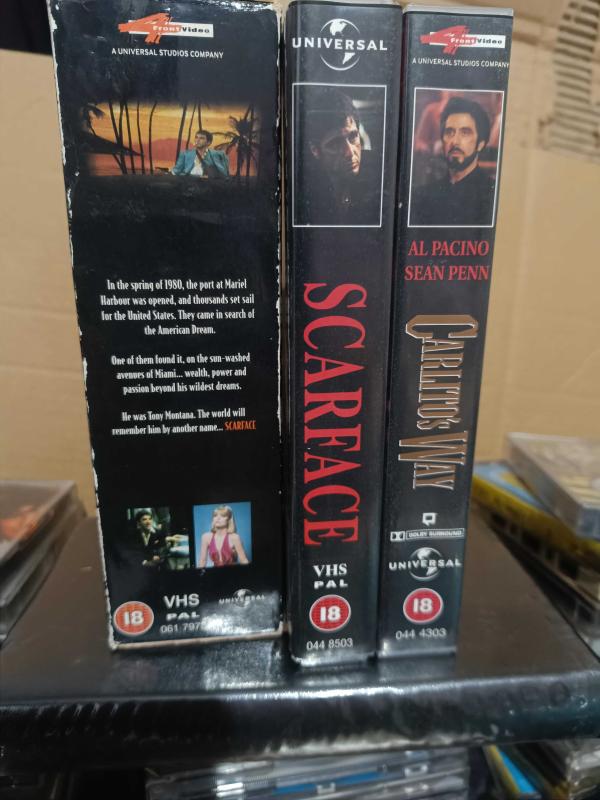 4 Front Video
A UNIVERSAL STUDIOS COMPANY
In the spring of 1980, the port at Mariel
Harbour was opened, and thousands set sail
for the United States. They came in search of
the American Dream.
One of them found it, on the sun-washed
avenues of Miami... wealth, power and
passion beyond his wildest dreams.
He was Tony Montana. The world will
remember him by another name... SCARFACE
18
VHS
PAL
UNIVERSAL
061 797
UNIVERSAL
SCARFACE
VHS
PAL
18
044 8503
4 Front Video
A UNIVERSAL STUDIOS COMPANY
AL PACINO
SEAN PENN
CARLITO'S WAY
DOLBY SURROUND
UNIVERSAL
18
044 4303